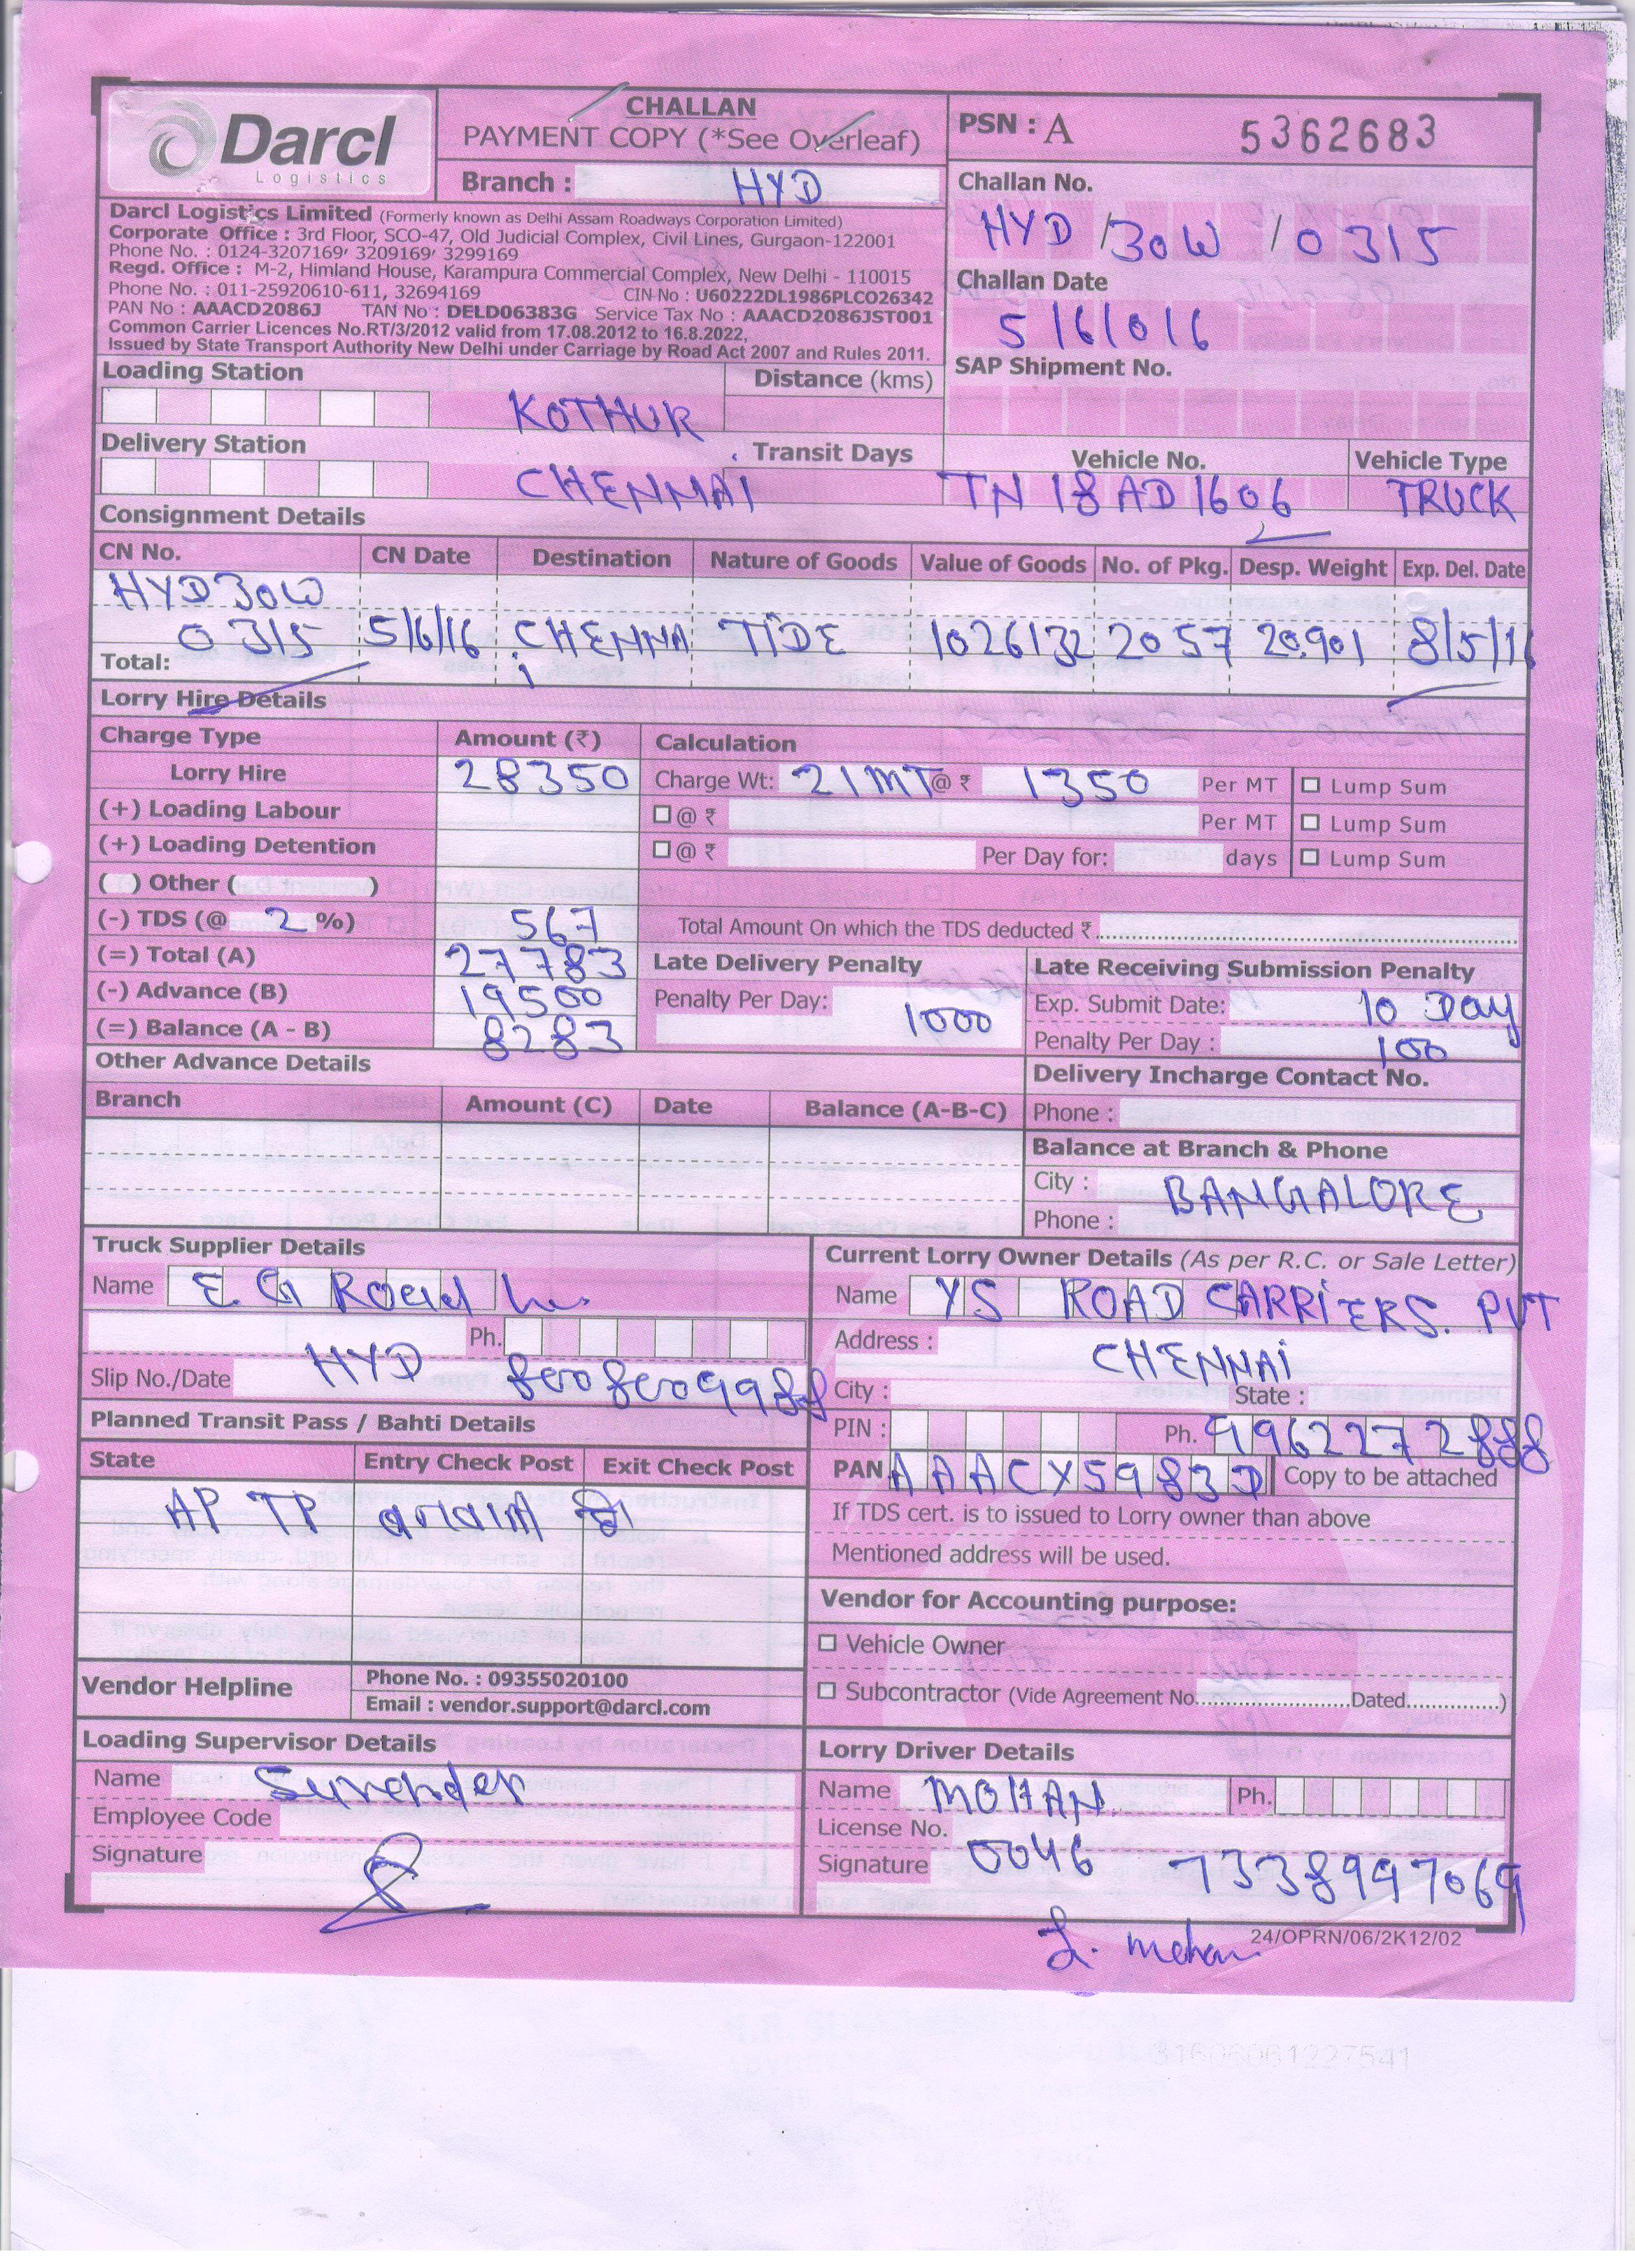 Darcl
Logistics
CHALLAN
PAYMENT COPY (*See Overleaf)
Branch : HYD
PSN : A 5362683
Challan No.
HYD/30W/0315
Challan Date
5/6/016
SAP Shipment No.
Darcl Logistics Limited (Formerly known as Delhi Assam Roadways Corporation Limited)
Corporate Office : 3rd Floor, SCO-47, Old Judicial Complex, Civil Lines, Gurgaon-122001
Phone No. : 0124-3207169, 3209169, 3299169
Regd. Office : M-2, Himland House, Karampura Commercial Complex, New Delhi - 110015
Phone No. : 011-25920610-611, 32694169 CIN No : U60222DL1986PLCO26342
PAN No : AAACD2086J TAN No : DELD06383G Service Tax No : AAACD2086JST001
Common Carrier Licences No.RT/3/2012 valid from 17.08.2012 to 16.8.2022,
Issued by State Transport Authority New Delhi under Carriage by Road Act 2007 and Rules 2011.
Loading Station KOTHUR Distance (kms)
Delivery Station CHENNAi Transit Days
Vehicle No. Vehicle Type
TN 18 AD 1606 TRUCK
Consignment Details
CN No. CN Date Destination Nature of Goods Value of Goods No. of Pkg. Desp. Weight Exp. Del. Date
HYD30W
0315 5/6/16 CHENNA TIDE 1026132 2057 20.901 8/5/16
i
Total:
Lorry Hire Details
Charge Type Amount (₹) Calculation
Lorry Hire 28350 Charge Wt: 21MT @ ₹ 1350 Per MT Lump Sum
(+) Loading Labour @ ₹ Per MT Lump Sum
(+) Loading Detention @ ₹ Per Day for: days Lump Sum
( ) Other ( )
(-) TDS (@ 2 %) 567 Total Amount On which the TDS deducted ₹
(=) Total (A) 27783 Late Delivery Penalty Late Receiving Submission Penalty
(-) Advance (B) 19500 Penalty Per Day: 1000 Exp. Submit Date: 10 Day
(=) Balance (A - B) 8283 Penalty Per Day : 100
Other Advance Details Delivery Incharge Contact No.
Branch Amount (C) Date Balance (A-B-C) Phone :
Balance at Branch & Phone
City : BANGALORE
Phone :
Truck Supplier Details
Name E.G Road
Ph.
HYD 8008009988
Slip No./Date
Current Lorry Owner Details (As per R.C. or Sale Letter)
Name YS ROAD CARRiERS. PVT
Address : CHENNAi
City : State :
PIN : Ph. 9962272888
PAN AAACY5983D Copy to be attached
If TDS cert. is to issued to Lorry owner than above
Mentioned address will be used.
Planned Transit Pass / Bahti Details
State Entry Check Post Exit Check Post
AP TP
Vendor for Accounting purpose:
Vehicle Owner
Subcontractor (Vide Agreement No. Dated )
Vendor Helpline
Phone No. : 09355020100
Email : vendor.support@darcl.com
Loading Supervisor Details
Name Surender
Employee Code
Signature
Lorry Driver Details
Name MOHAN Ph.
License No.
Signature 0046 7338997069
L. mohan
24/OPRN/06/2K12/02